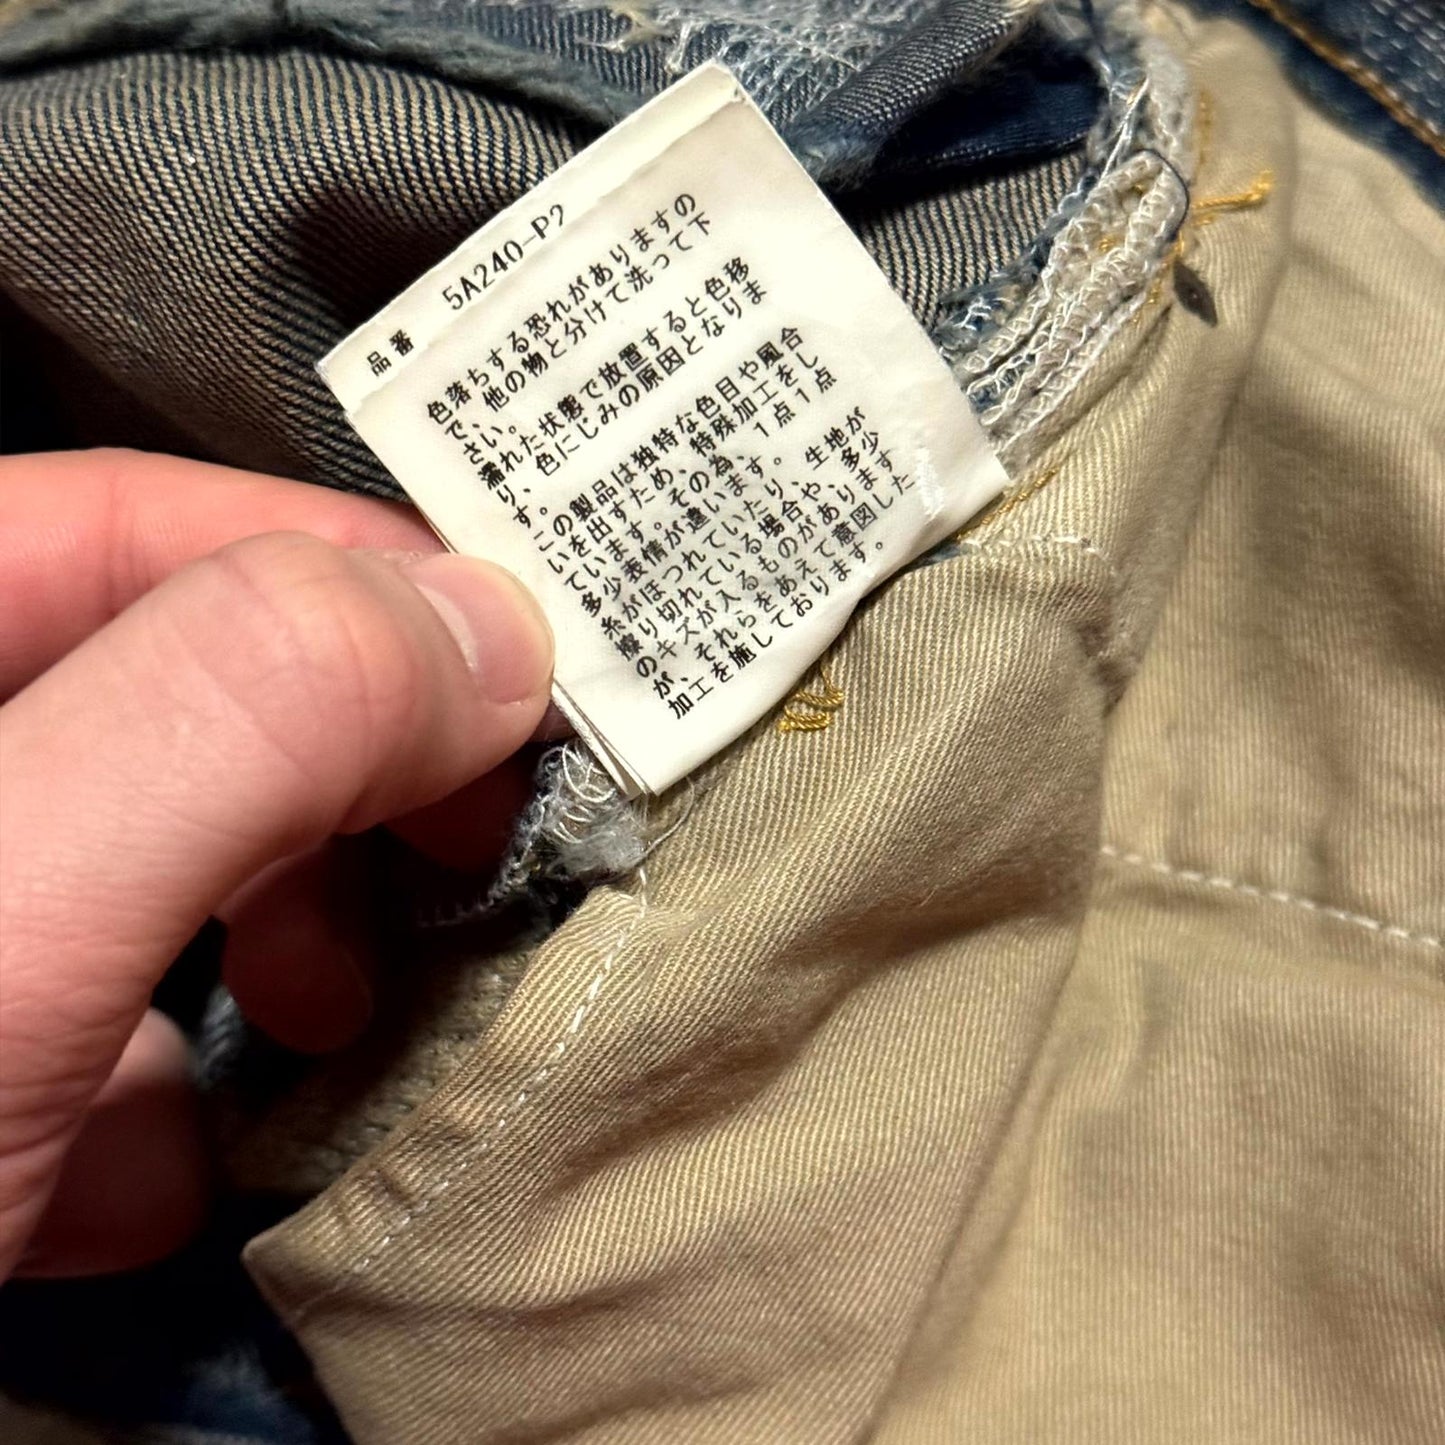 品番 5A240-P2
色落ちする恐れがありますの
で、他の物と分けて洗って下
さい。
濡れた状態で放置すると色移
り、色にじみの原因となりま
す。
この製品は独特な色目や風合
いを出すため、特殊加工をし
ています。その為、1点1点
多少表情が違います。
糸がほつれていたり、生地が
擦り切れている場合や、多少
のキズが入るものがあります
が、それらをあえて意図した
加工を施しております。